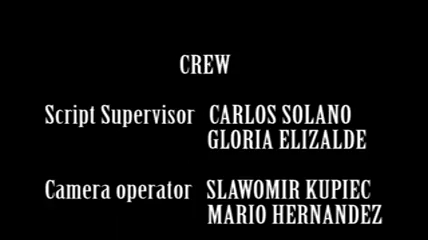 CREW
Script Supervisor CARLOS SOLANO
GLORIA ELIZALDE
Camera operator SLAWOMIR KUPIEC
MARIO HERNANDEZ